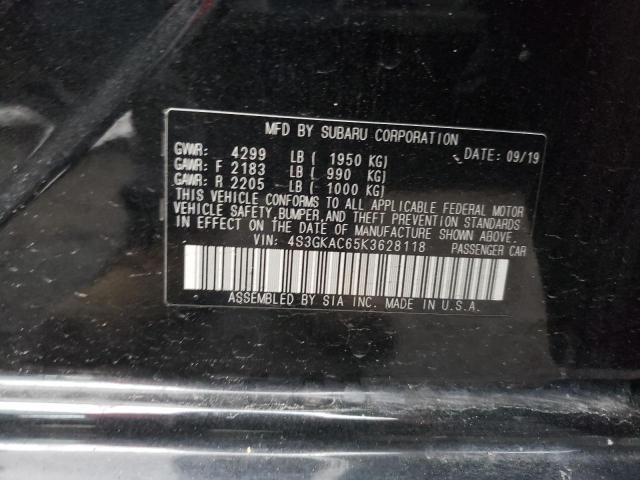 MFD BY SUBARU CORPORATION
GVWR: 4299 LB ( 1950 KG) DATE: 09/19
GAWR: F 2183 LB ( 990 KG)
GAWR: R 2205 LB ( 1000 KG)
THIS VEHICLE CONFORMS TO ALL APPLICABLE FEDERAL MOTOR
VEHICLE SAFETY, BUMPER, AND THEFT PREVENTION STANDARDS
IN EFFECT ON THE DATE OF MANUFACTURE SHOWN ABOVE.
VIN: 4S3GKAC65K3628118 PASSENGER CAR
ASSEMBLED BY SIA INC. MADE IN U.S.A.